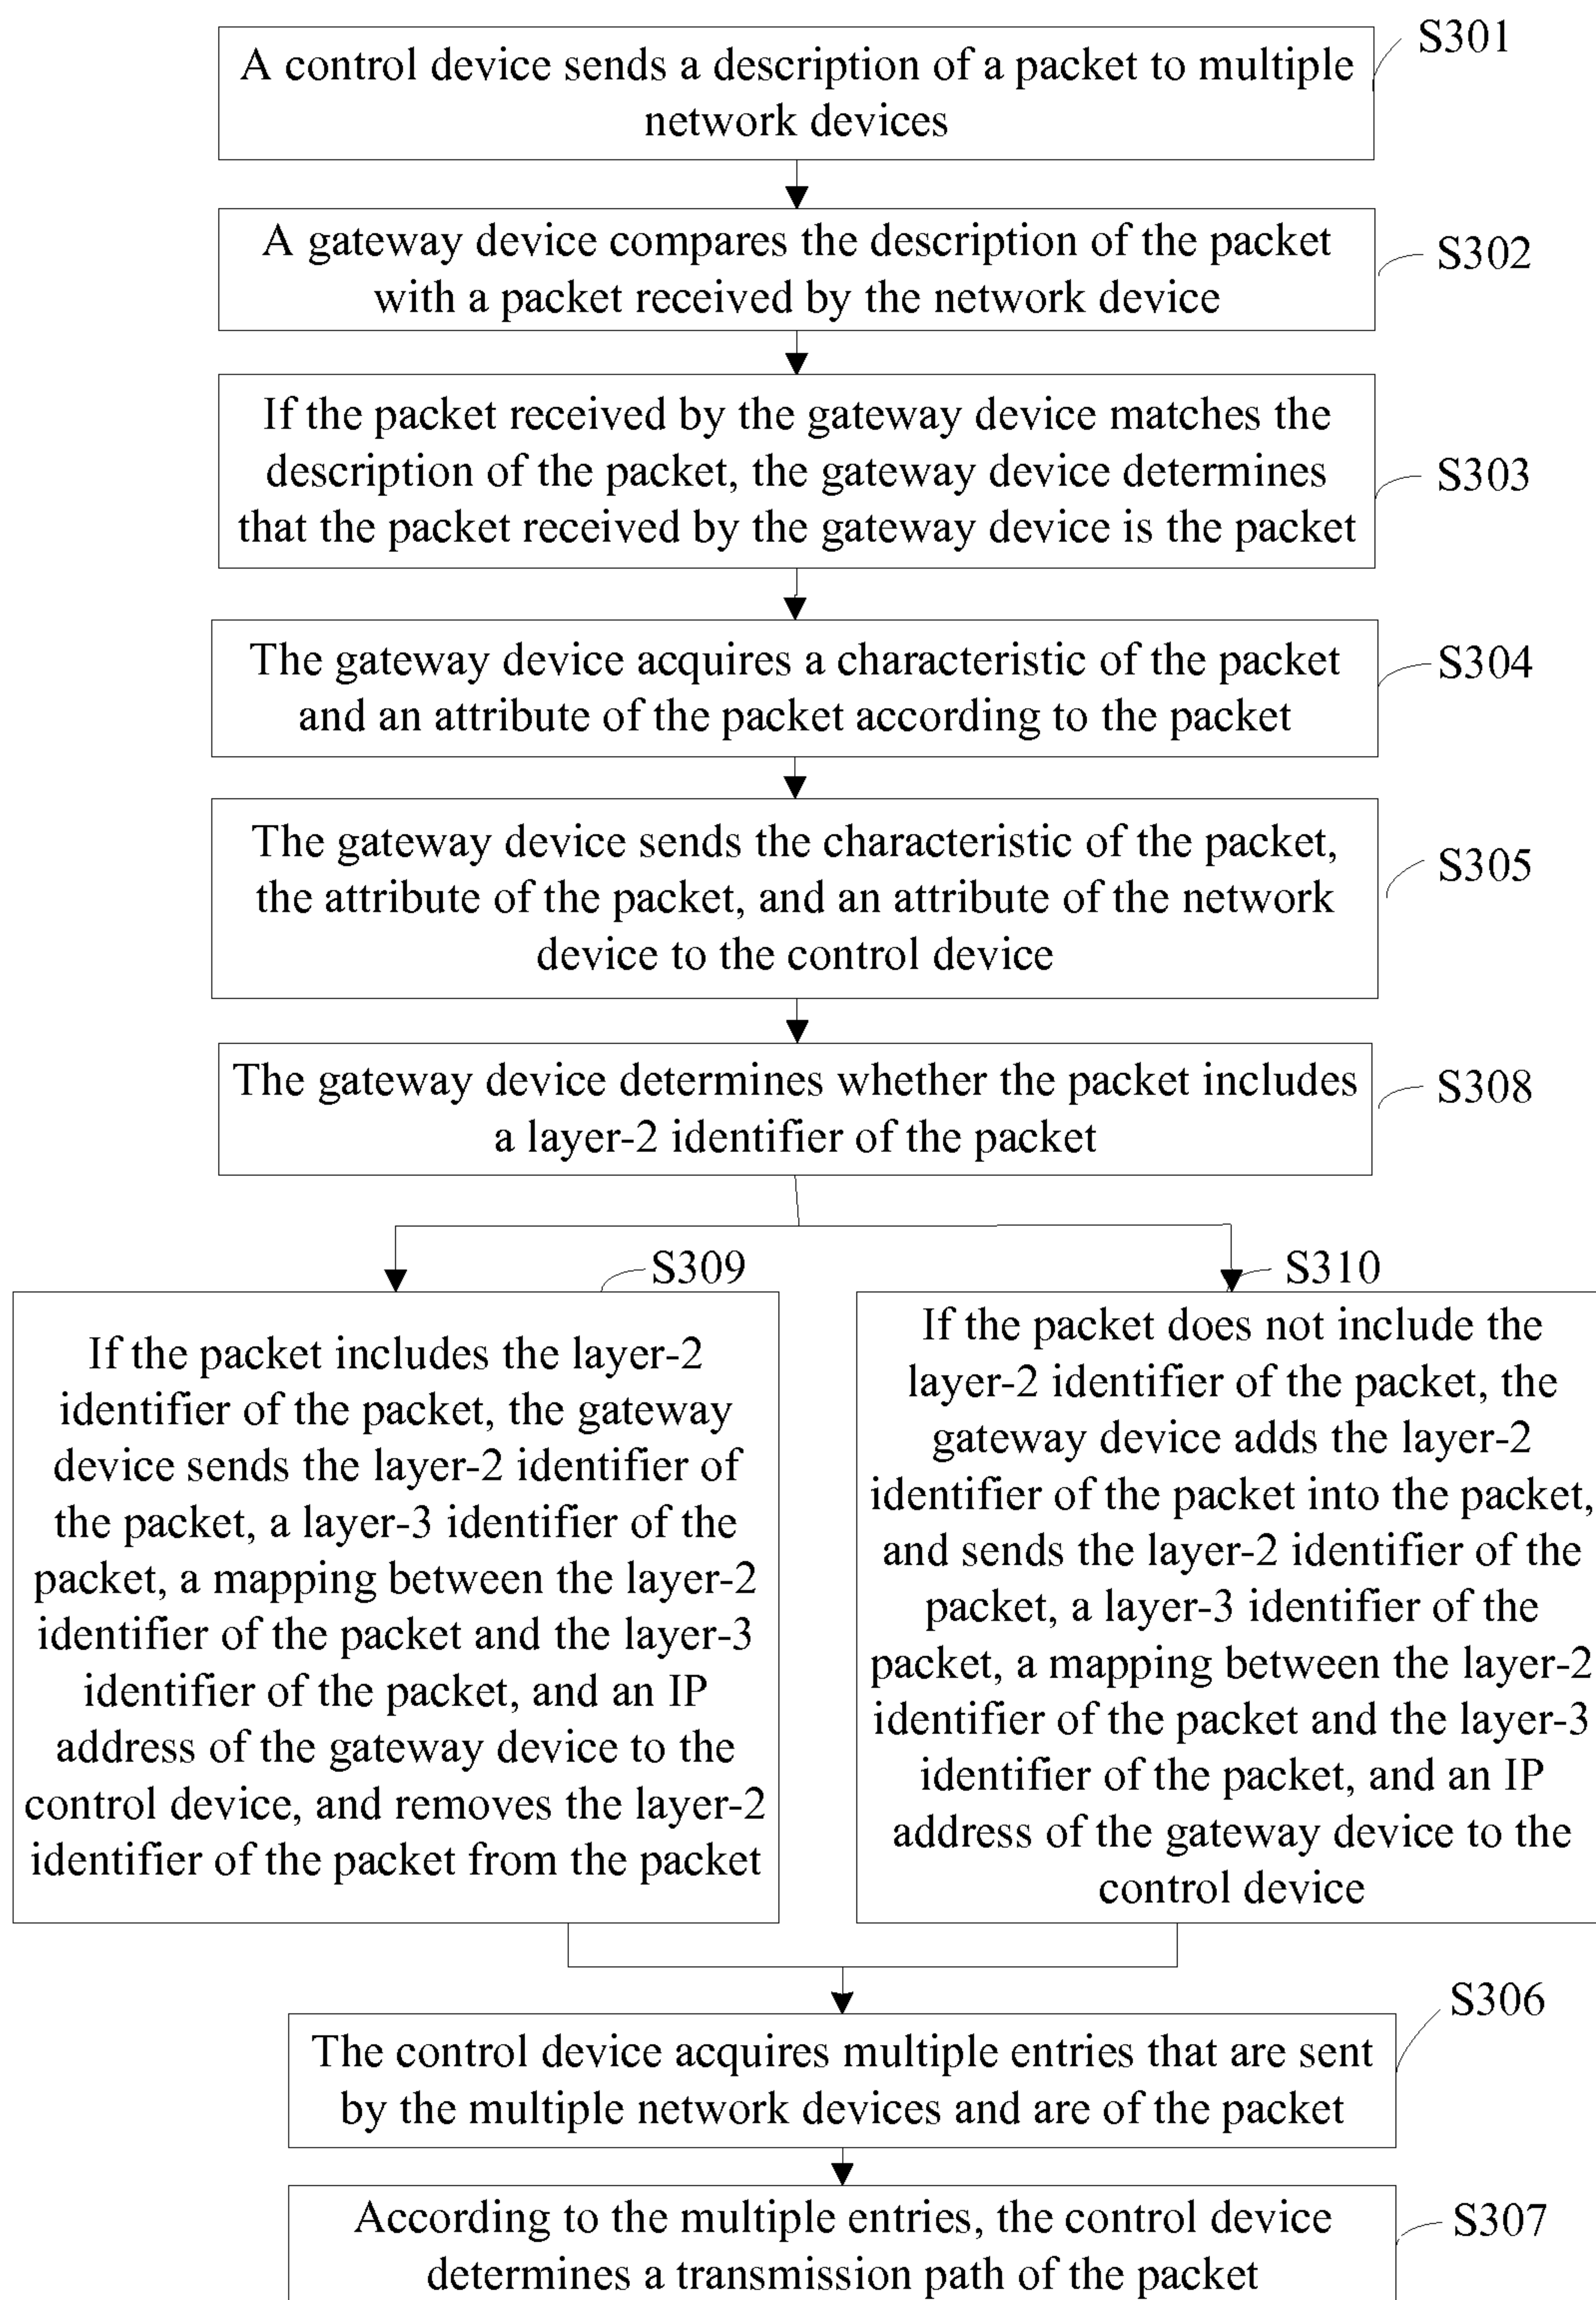 S301
A control device sends a description of a packet to multiple
network devices
A gateway device compares the description of the packet
with a packet received by the network device
S302
If the packet received by the gateway device matches the
description of the packet, the gateway device determines
that the packet received by the gateway device is the packet
S303
The gateway device acquires a characteristic of the packet
and an attribute of the packet according to the packet
S304
The gateway device sends the characteristic of the packet,
the attribute of the packet, and an attribute of the network
device to the control device
S305
The gateway device determines whether the packet includes
a layer-2 identifier of the packet
S308
S309
If the packet includes the layer-2
identifier of the packet, the gateway
device sends the layer-2 identifier of
the packet, a layer-3 identifier of the
packet, a mapping between the layer-2
identifier of the packet and the layer-3
identifier of the packet, and an IP
address of the gateway device to the
control device, and removes the layer-2
identifier of the packet from the packet
S310
If the packet does not include the
layer-2 identifier of the packet, the
gateway device adds the layer-2
identifier of the packet into the packet,
and sends the layer-2 identifier of the
packet, a layer-3 identifier of the
packet, a mapping between the layer-2
identifier of the packet and the layer-3
identifier of the packet, and an IP
address of the gateway device to the
control device
S306
The control device acquires multiple entries that are sent
by the multiple network devices and are of the packet
S307
According to the multiple entries, the control device
determines a transmission path of the packet